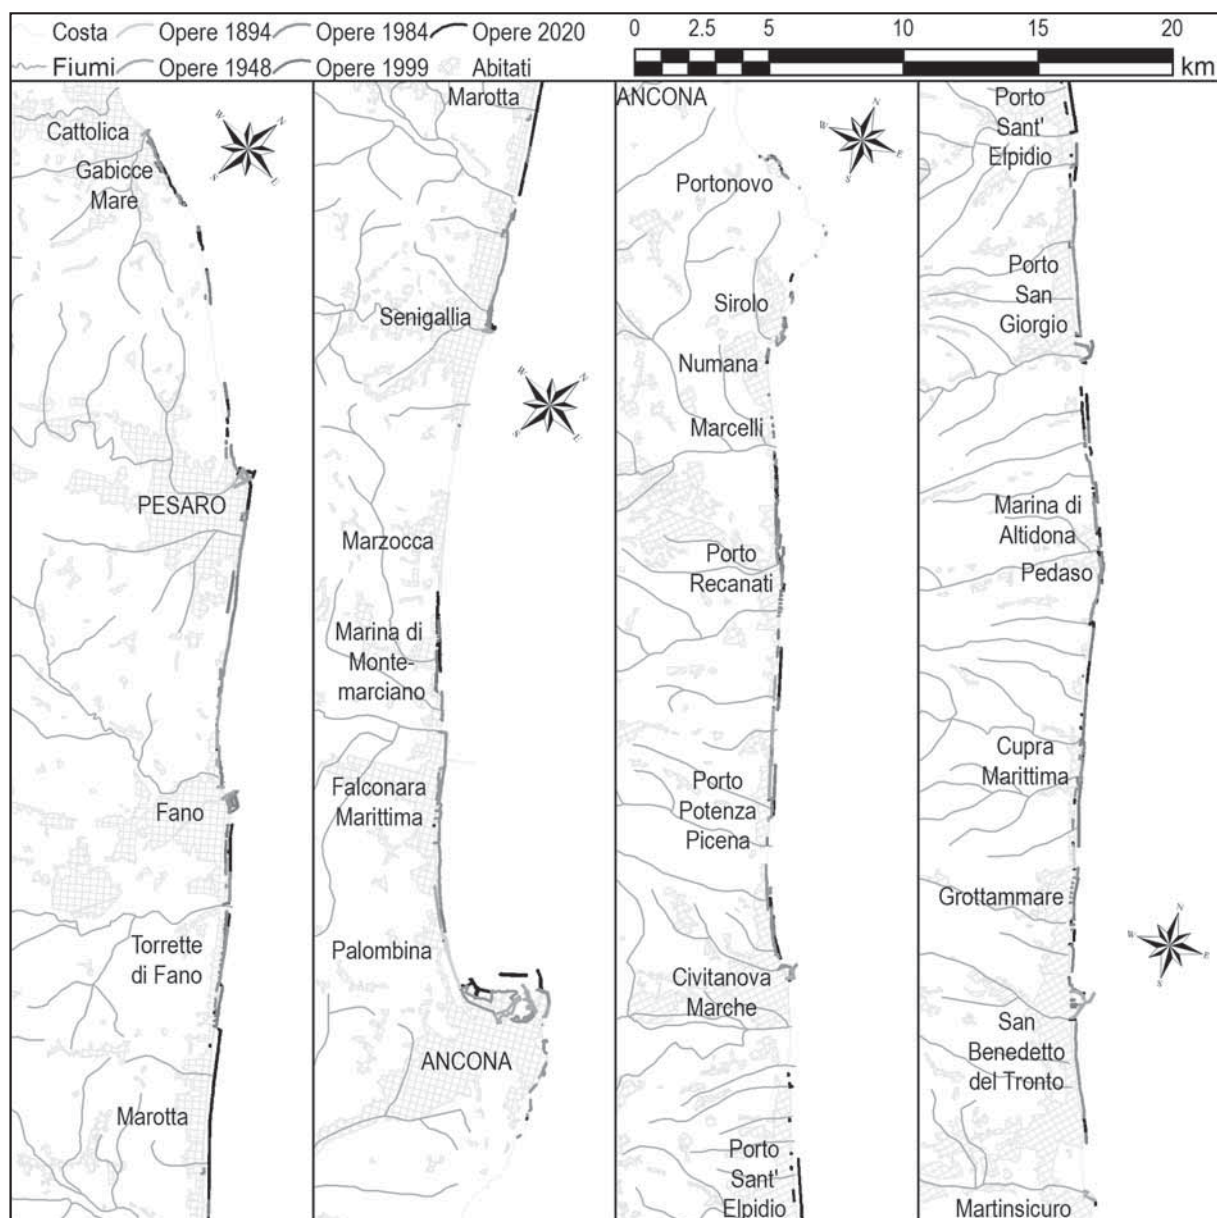 Costa Opere 1894 Opere 1984 Opere 2020
Fiumi Opere 1948 Opere 1999 Abitati
0 2.5 5 10 15 20
km
Cattolica
Gabicce
Mare
PESARO
Fano
Torrette
di Fano
Marotta
Marotta
Senigallia
Marzocca
Marina di
Monte-
marciano
Falconara
Marittima
Palombina
ANCONA
ANCONA
Portonovo
Sirolo
Numana
Marcelli
Porto
Recanati
Porto
Potenza
Picena
Civitanova
Marche
Porto
Sant'
Elpidio
Porto
Sant'
Elpidio
Porto
San
Giorgio
Marina di
Altidona
Pedaso
Cupra
Marittima
Grottammare
San
Benedetto
del Tronto
Martinsicuro